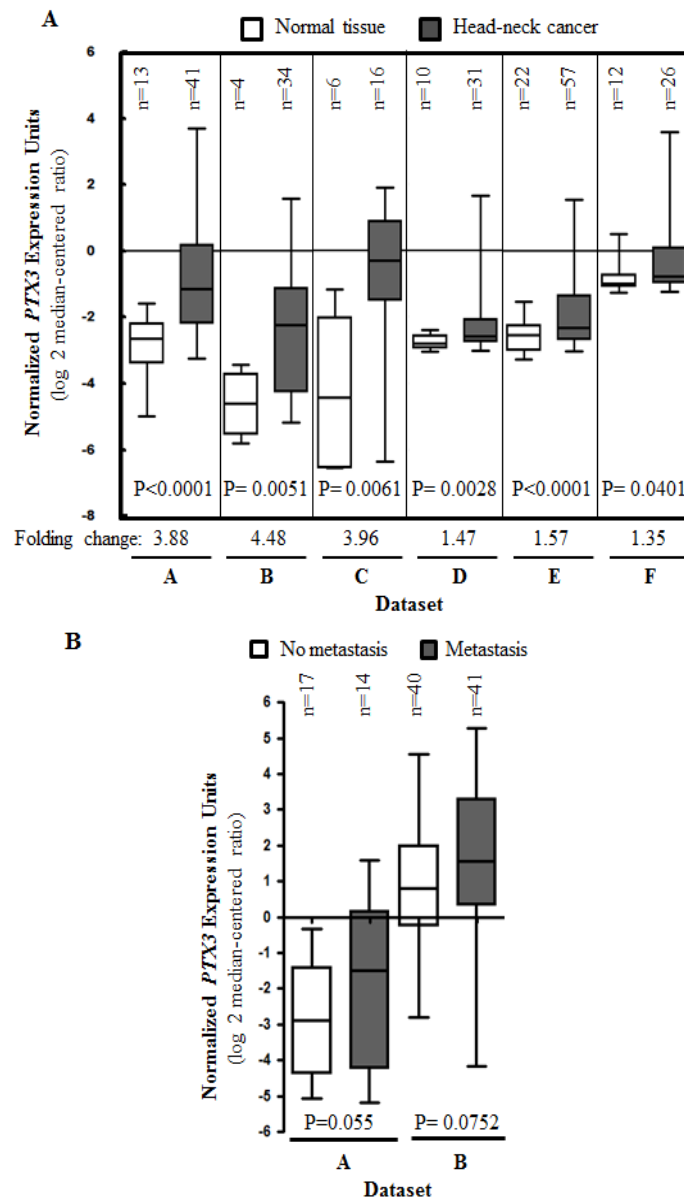 A
Normal tissue Head-neck cancer
Normalized PTX3 Expression Units
(log 2 median-centered ratio)
6
4
2
0
-2
-4
-6
-8
n=13 n=41 n=4 n=34 n=6 n=16 n=10 n=31 n=22 n=57 n=12 n=26
P<0.0001 P= 0.0051 P= 0.0061 P= 0.0028 P<0.0001 P= 0.0401
Folding change: 3.88 4.48 3.96 1.47 1.57 1.35
A B C D E F
Dataset
B
No metastasis Metastasis
Normalized PTX3 Expression Units
(log 2 median-centered ratio)
n=17 n=14 n=40 n=41
6
5
4
3
2
1
0
-1
-2
-3
-4
-5
-6
P=0.055 P= 0.0752
A B
Dataset